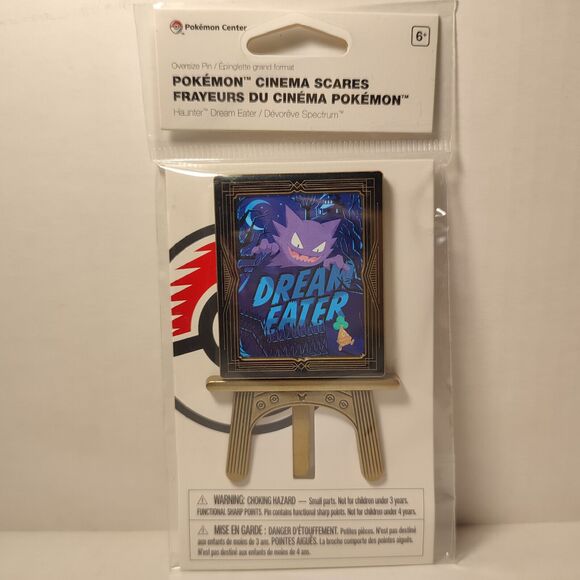 Pokémon Center
6+
Oversize Pin / Épinglette grand format
POKÉMON™ CINEMA SCARES
FRAYEURS DU CINÉMA POKÉMON™
Haunter™ Dream Eater / Dévorêve Spectrum™
DREAM
EATER
WARNING: CHOKING HAZARD — Small parts. Not for children under 3 years.
FUNCTIONAL SHARP POINTS. Pin contains functional sharp points. Not for children under 4 years.
MISE EN GARDE : DANGER D'ÉTOUFFEMENT. Petites pièces. N'est pas destiné
aux enfants de moins de 3 ans. POINTES AIGUËS. La broche comporte des pointes aiguës.
N'est pas destiné aux enfants de moins de 4 ans.